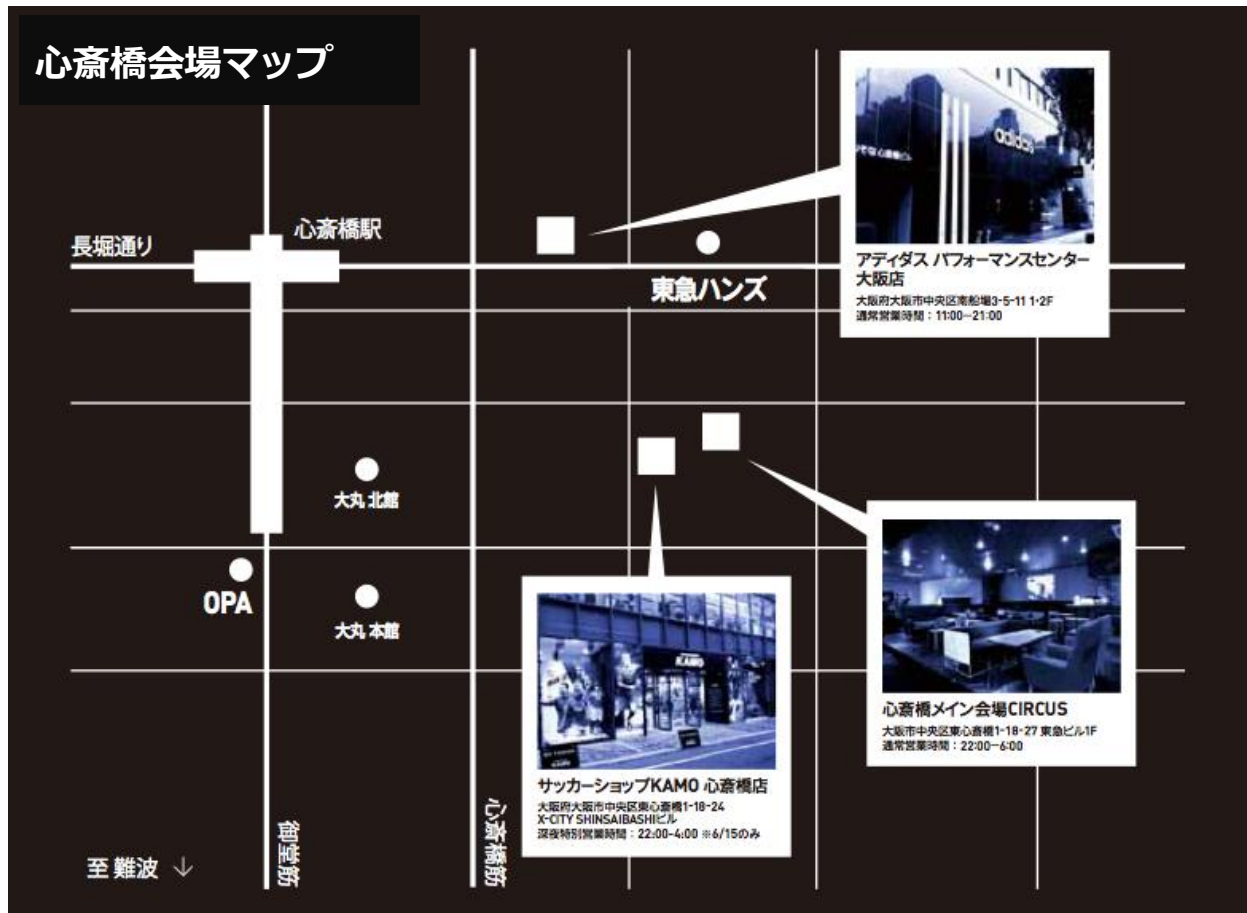 心斎橋会場マップ
adidas
心斎橋駅
長堀通り
東急ハンズ
アディダス パフォーマンスセンター
大阪店
大阪府大阪市中央区南船場3-5-11 1・2F
通常営業時間：11:00-21:00
大丸 北館
OPA
大丸 本館
KAMO
サッカーショップKAMO 心斎橋店
大阪府大阪市中央区東心斎橋1-18-24
X-CITY SHINSAIBASHIビル
深夜特別営業時間：22:00-4:00 ※6/15のみ
心斎橋メイン会場CIRCUS
大阪市中央区東心斎橋1-18-27 東急ビル1F
通常営業時間：22:00-6:00
至 難波 ↓
御堂筋
心斎橋筋